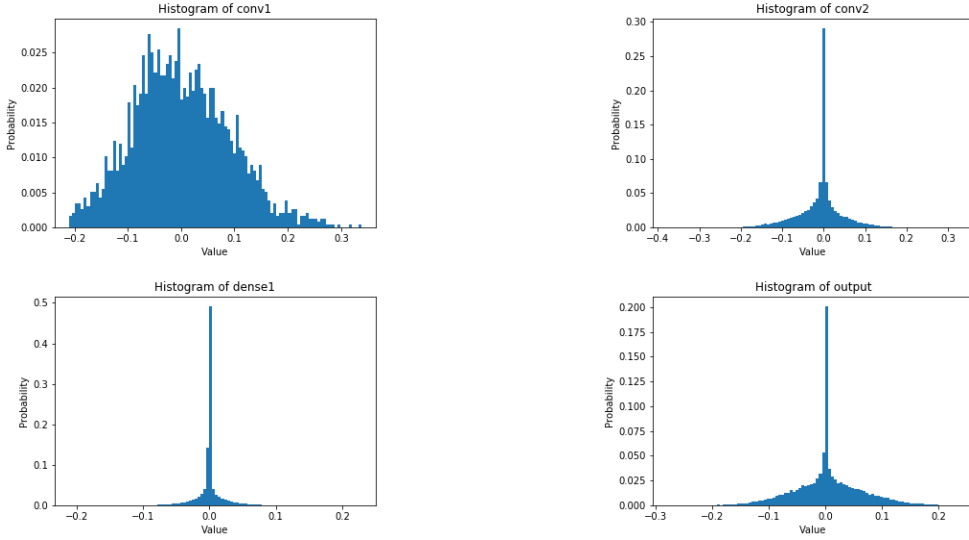 Histogram of conv1
Probability
0.025
0.020
0.015
0.010
0.005
0.000
−0.2 −0.1 0.0 0.1 0.2 0.3
Value
Histogram of conv2
Probability
0.30
0.25
0.20
0.15
0.10
0.05
0.00
−0.4 −0.3 −0.2 −0.1 0.0 0.1 0.2 0.3
Value
Histogram of dense1
Probability
0.5
0.4
0.3
0.2
0.1
0.0
−0.2 −0.1 0.0 0.1 0.2
Value
Histogram of output
Probability
0.200
0.175
0.150
0.125
0.100
0.075
0.050
0.025
0.000
−0.3 −0.2 −0.1 0.0 0.1 0.2
Value